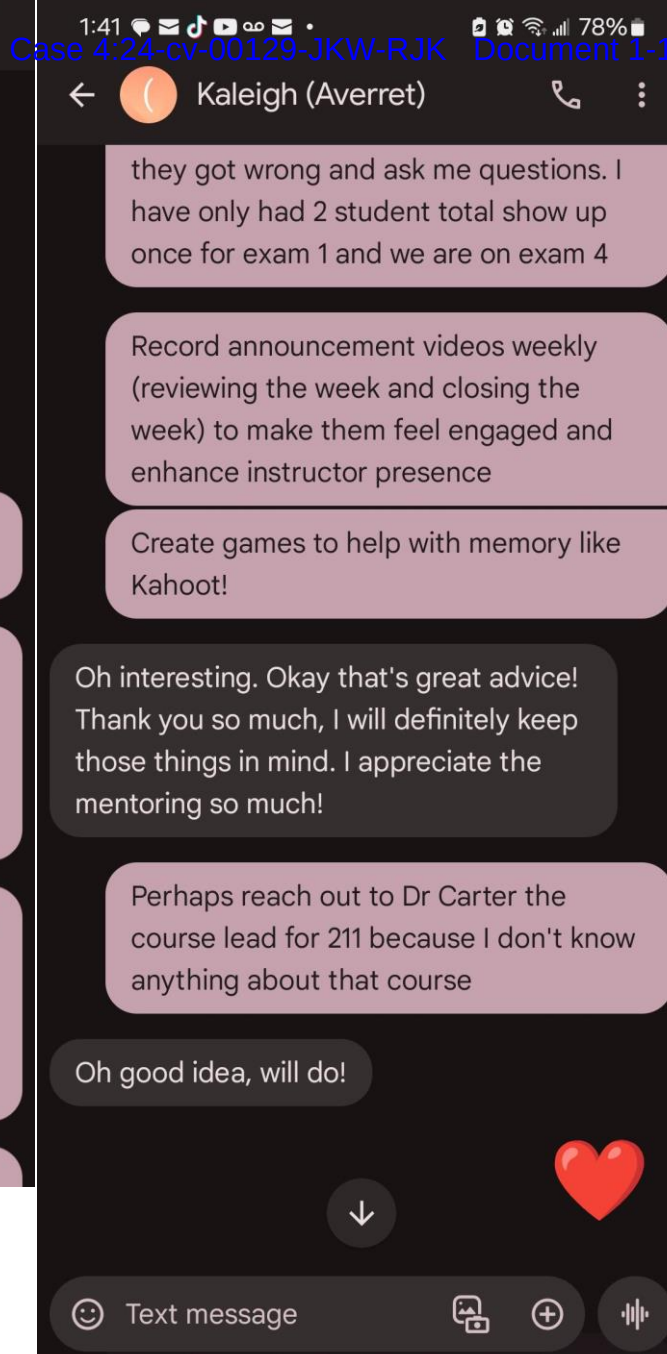 1:41 78%
Case 4:24-cv-00129-JKW-RJK Document 1-1
( Kaleigh (Averret)
they got wrong and ask me questions. I
have only had 2 student total show up
once for exam 1 and we are on exam 4
Record announcement videos weekly
(reviewing the week and closing the
week) to make them feel engaged and
enhance instructor presence
Create games to help with memory like
Kahoot!
Oh interesting. Okay that's great advice!
Thank you so much, I will definitely keep
those things in mind. I appreciate the
mentoring so much!
Perhaps reach out to Dr Carter the
course lead for 211 because I don't know
anything about that course
Oh good idea, will do!
Text message